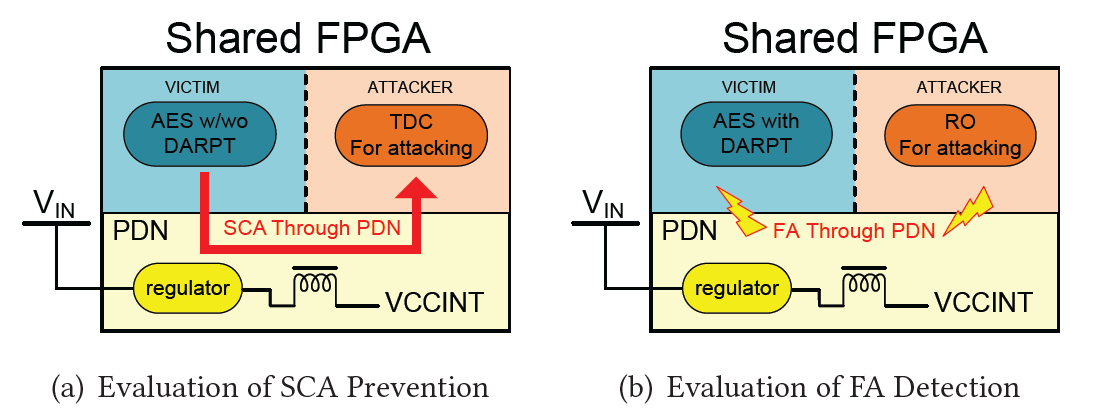 Shared FPGA
VICTIM
ATTACKER
AES w/wo
DARPT
TDC
For attacking
VIN
SCA Through PDN
PDN
regulator
VCCINT
(a) Evaluation of SCA Prevention
Shared FPGA
VICTIM
ATTACKER
AES with
DARPT
RO
For attacking
VIN
PDN
FA Through PDN
regulator
VCCINT
(b) Evaluation of FA Detection